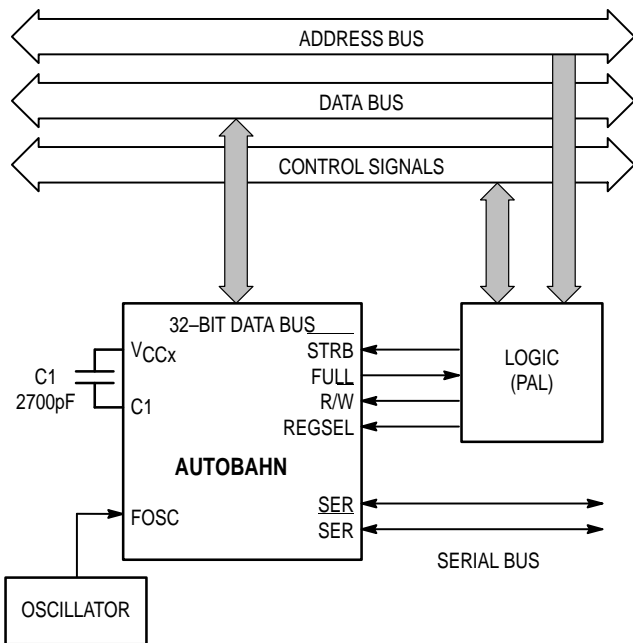 ADDRESS BUS
DATA BUS
CONTROL SIGNALS
32–BIT DATA BUS
VCCx
STRB
LOGIC
(PAL)
C1
2700pF
FULL
R/W
C1
REGSEL
AUTOBAHN
SER
FOSC
SER
SERIAL BUS
OSCILLATOR